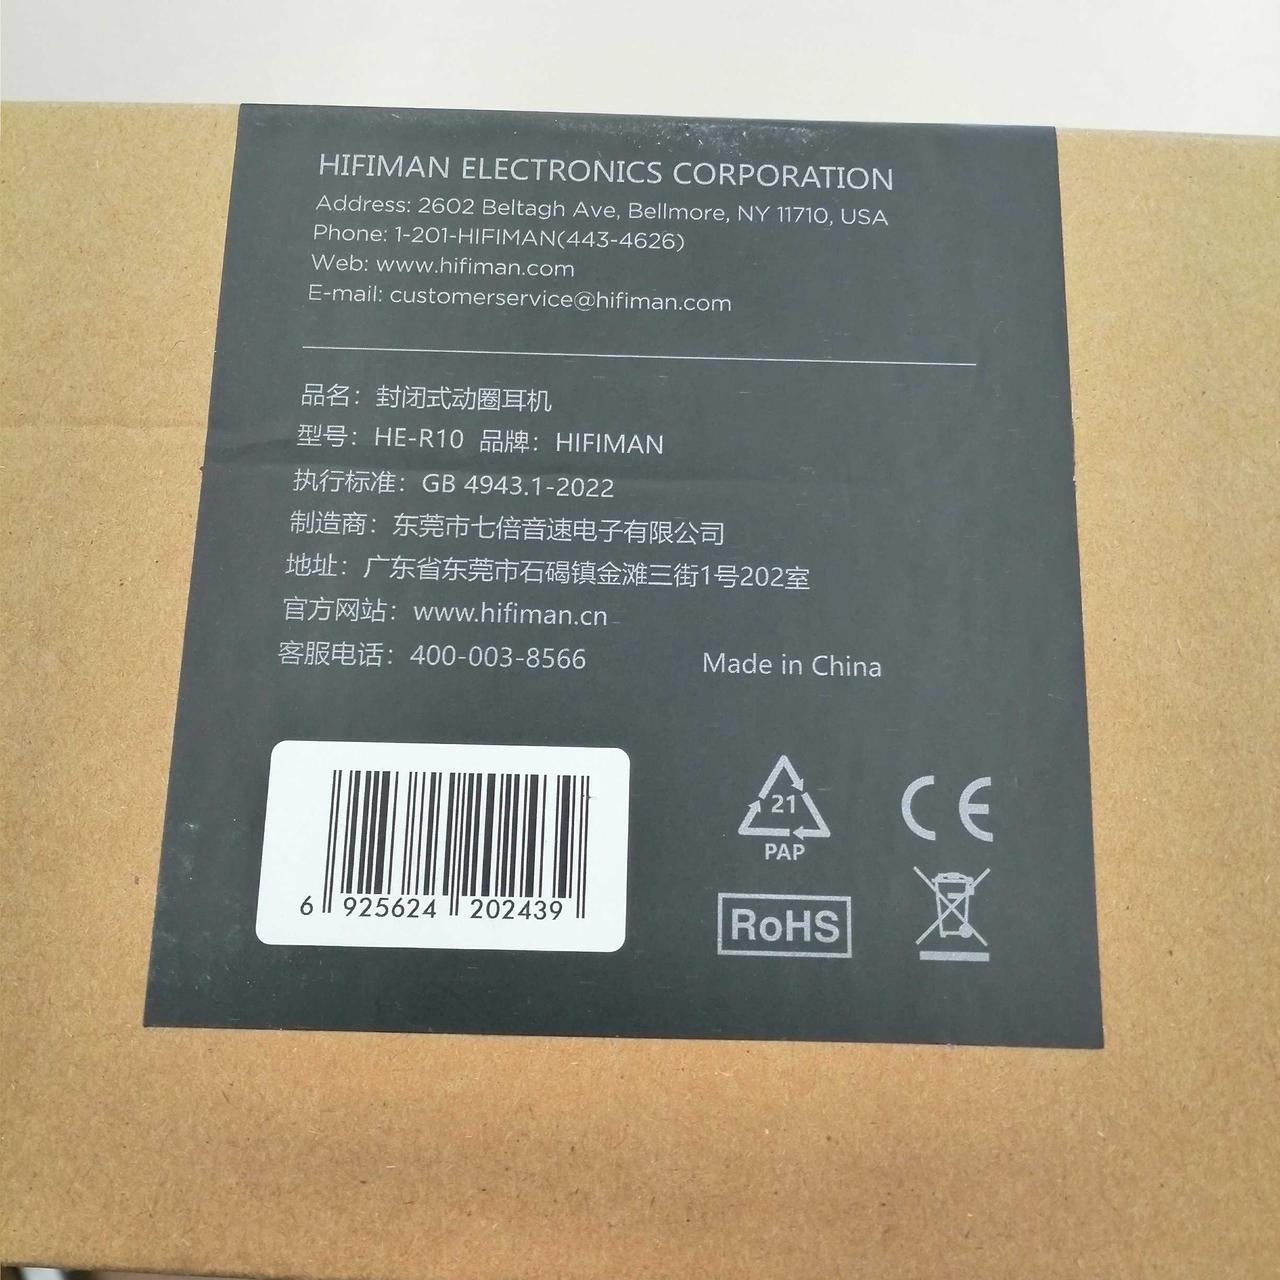 HIFIMAN ELECTRONICS CORPORATION
Address: 2602 Beltagh Ave, Bellmore, NY 11710, USA
Phone: 1-201-HIFIMAN(443-4626)
Web: www.hifiman.com
E-mail: customerservice@hifiman.com
品名：封闭式动圈耳机
型号：HE-R10 品牌：HIFIMAN
执行标准：GB 4943.1-2022
制造商：东莞市七倍音速电子有限公司
地址：广东省东莞市石碣镇金滩三街1号202室
官方网站：www.hifiman.cn
客服电话：400-003-8566 Made in China
21
PAP
CE
6 925624 202439
RoHS